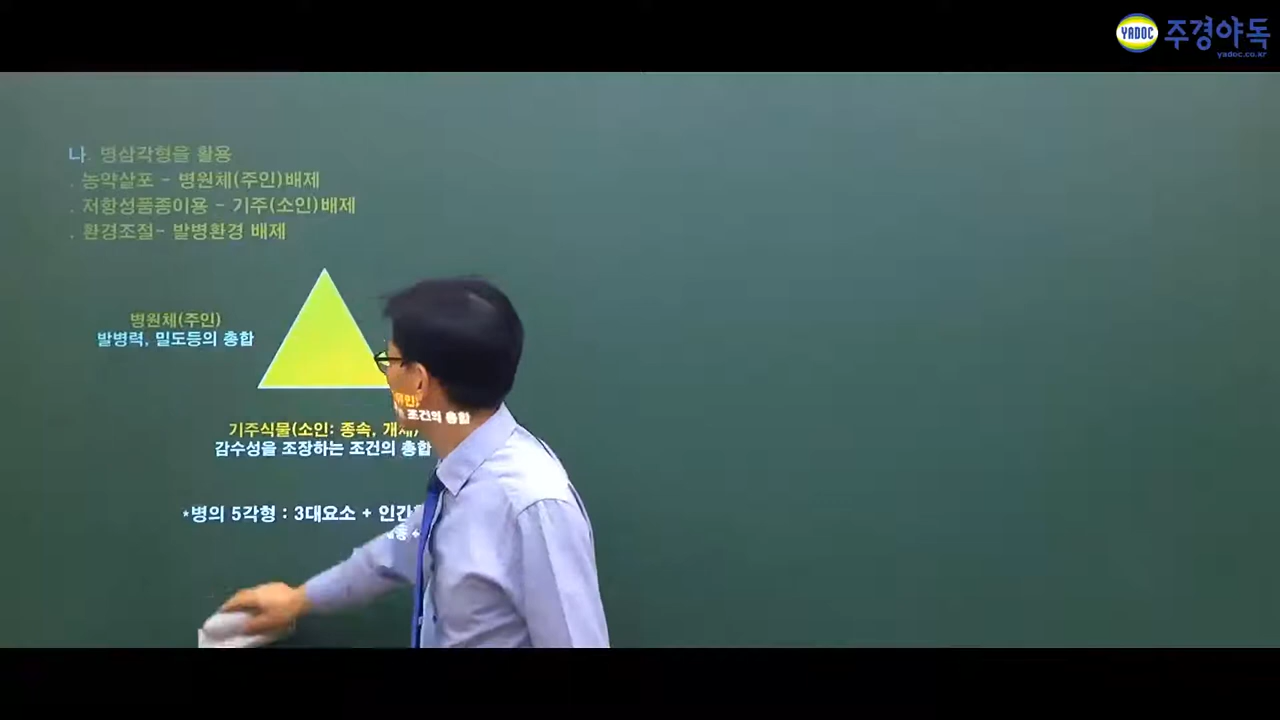 YADOC 주경야독
yadoc.co.kr
나. 병삼각형을 활용
. 농약살포 - 병원체(주인)배제
. 저항성품종이용 - 기주(소인)배제
. 환경조절- 발병환경 배제
병원체(주인)
발병력, 밀도등의 총합
조건의 총합
기주식물(소인: 종속, 개체)
감수성을 조장하는 조건의 총합
*병의 5각형 : 3대요소 + 인간